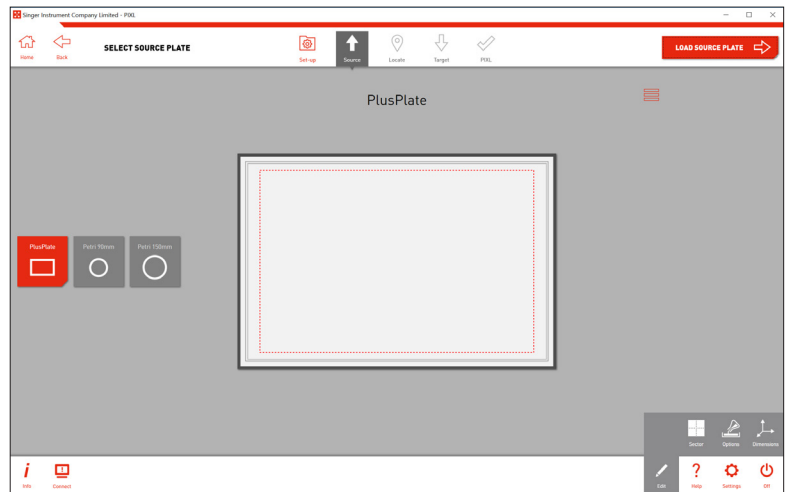 Singer Instrument Company Limited - PIXL
Home
Back
SELECT SOURCE PLATE
Set-up
Source
Locate
Target
PIXL
LOAD SOURCE PLATE
PlusPlate
PlusPlate
Petri 90mm
Petri 150mm
Sector
Options
Dimensions
Info
Connect
Edit
Help
Settings
Off